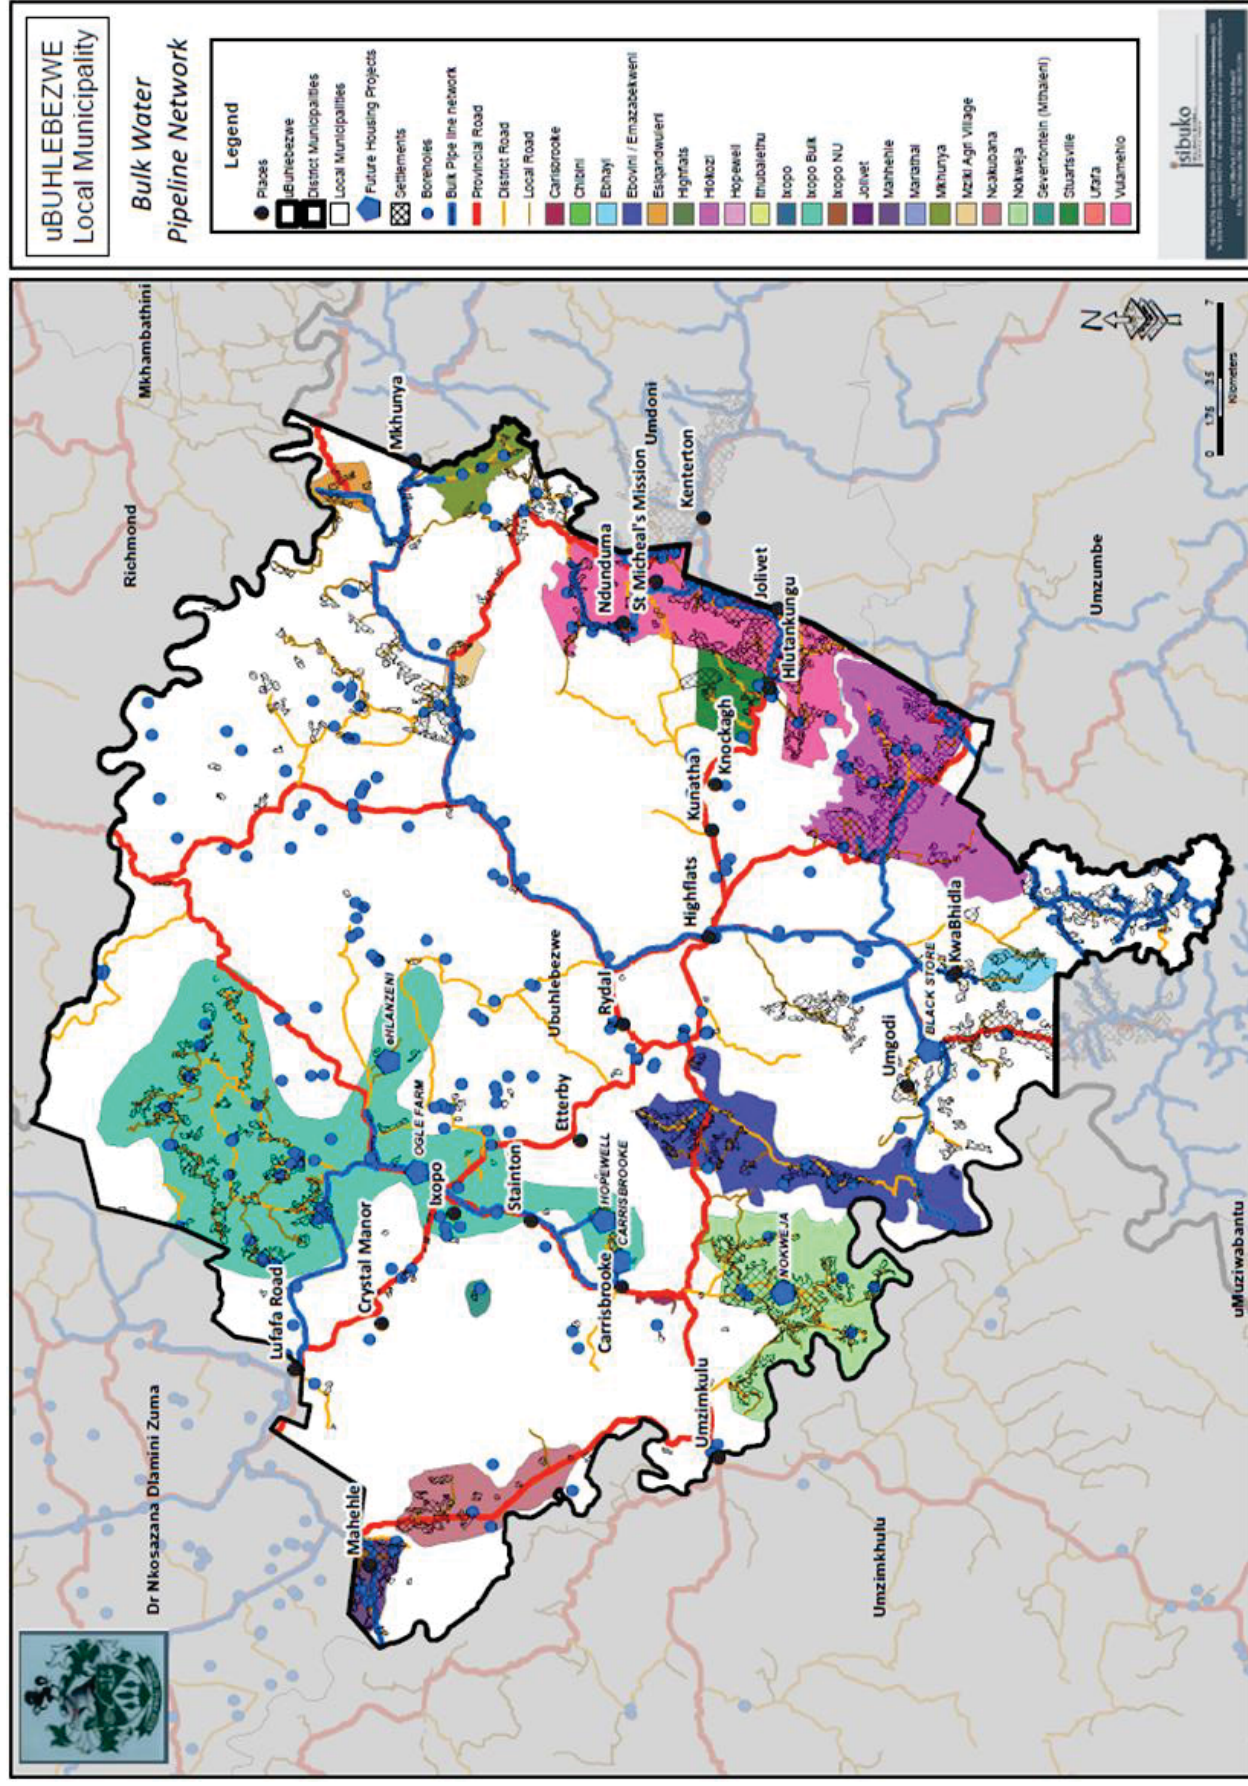 uBUHLEBEZWE
Local Municipality
Bulk Water
Pipeline Network
Legend
Places
uBuhlebezwe
District Municipalities
Local Municipalities
Future Housing Projects
Settlements
Boreholes
Bulk Pipe line network
Provincial Road
District Road
Local Road
Carisbrooke
Chibini
Ebhayi
Ebovini / Emazabekweni
Esiqandwuleni
Highflats
Hlokozi
Hopewell
Ithubalethu
Ixopo
Ixopo Bulk
Ixopo NU
Jolivet
Mahhehle
Mariathal
Mkhunya
Mziki Agri Village
Ncakubana
Nokweja
Sevenfontein (Mthaleni)
Stuartsville
Ufafa
Vulamehlo
isibuko
Mkhambathini
Richmond
Dr Nkosazana Dlamini Zuma
Mkhunya
Umdoni
Kenterton
St Micheal's Mission
Ndunduma
Jolivet
Hlutankungu
Umzumbe
Knockagh
Kunatha
Highflats
Ubuhlebezwe
Rydal
eHLANZENI
OGLE FARM
Etterby
Ixopo
Stainton
HOPEWELL
CARRISBROOKE
Carrisbrooke
Crystal Manor
Lufafa Road
Mahehle
Umzimkulu
NOKWEJA
Umgodi
BLACK STORE
KwaBhidla
Umzimkhulu
uMuziwabantu
N
0 1.75 3.5 7
Kilometers